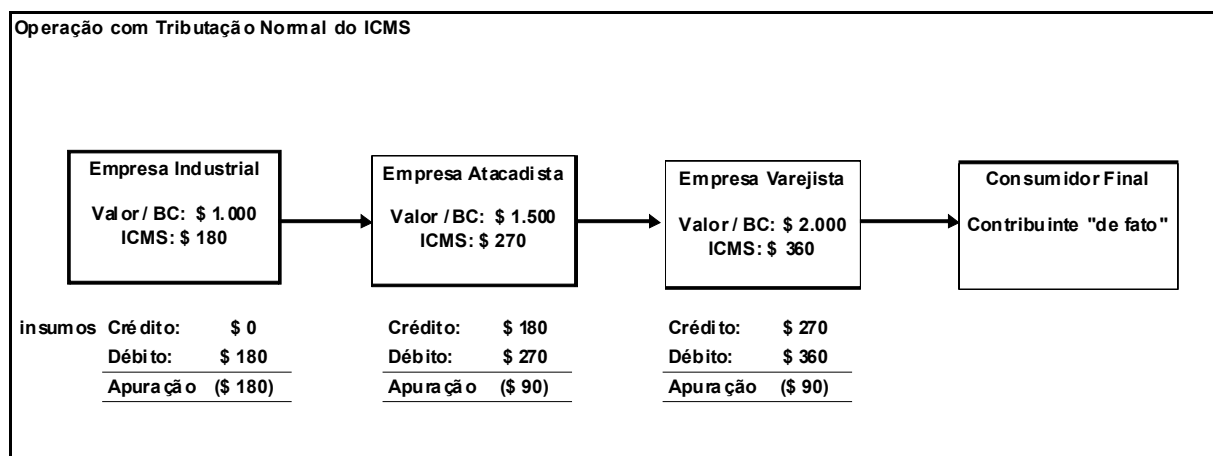 Operação com Tributação Normal do ICMS
Empresa Industrial
Valor / BC: $ 1.000
ICMS: $ 180
Empresa Atacadista
Valor / BC: $ 1.500
ICMS: $ 270
Empresa Varejista
Valor / BC: $ 2.000
ICMS: $ 360
Consumidor Final
Contribuinte "de fato"
insumos Crédito: $ 0
Débito: $ 180
Apuração ($ 180)
Crédito: $ 180
Débito: $ 270
Apuração ($ 90)
Crédito: $ 270
Débito: $ 360
Apuração ($ 90)